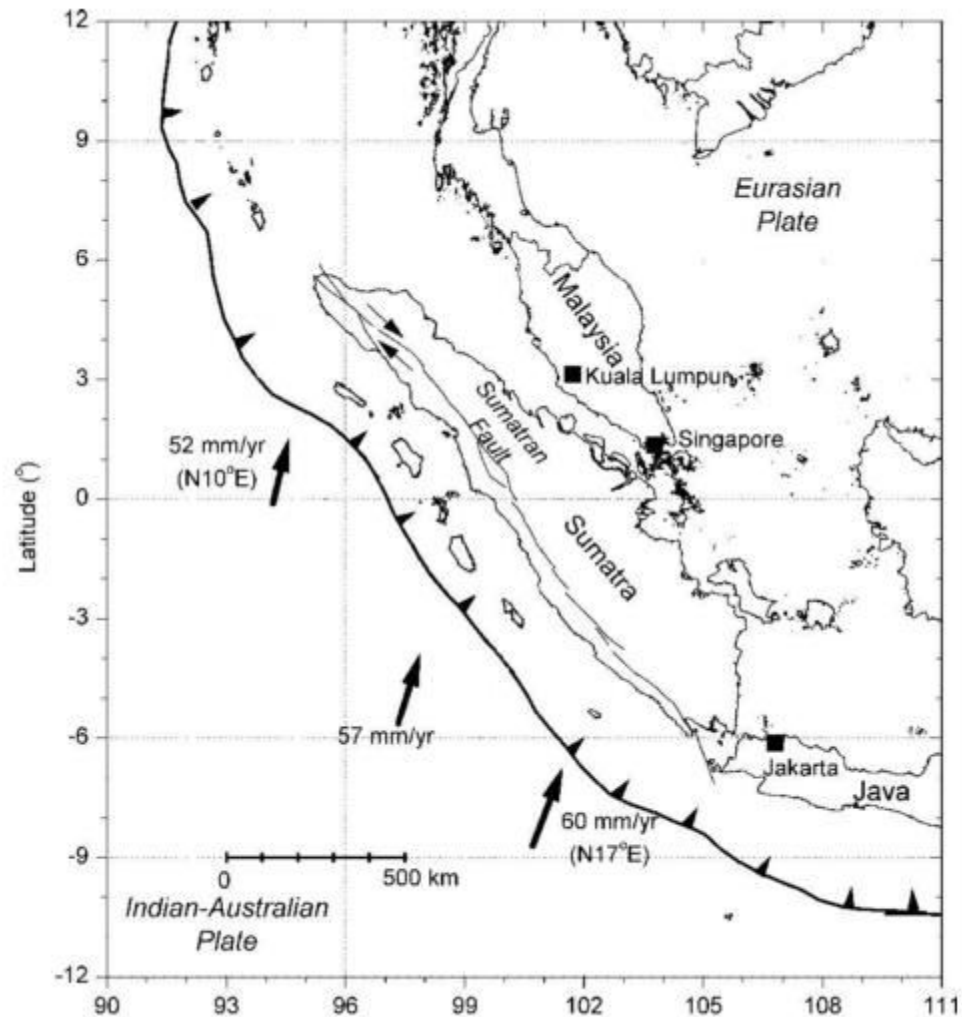 12
9
6
3
0
-3
-6
-9
-12
Latitude (°)
90
93
96
99
102
105
108
111
Eurasian
Plate
Malaysia
Kuala Lumpur
Singapore
Sumatran
Fault
Sumatra
52 mm/yr
(N10°E)
57 mm/yr
60 mm/yr
(N17°E)
Jakarta
Java
0
500 km
Indian-Australian
Plate